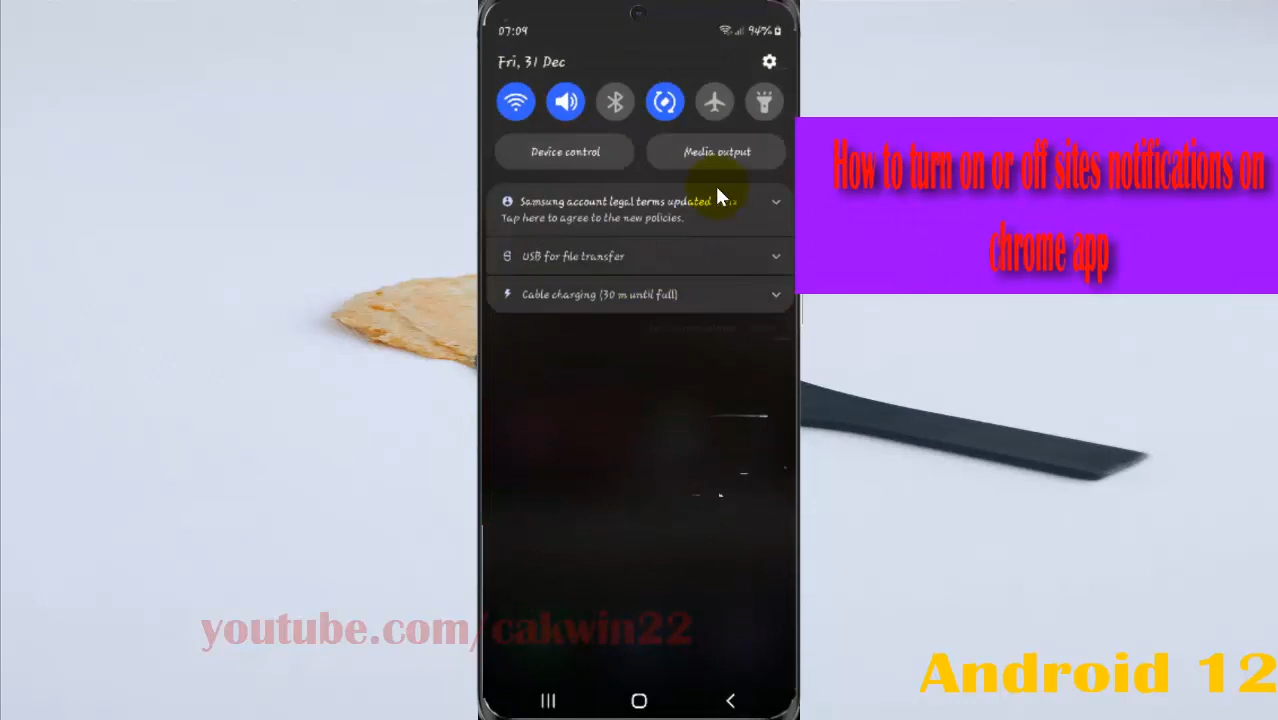 07:09
94%
Fri, 31 Dec
Device control
Media output
Samsung account legal terms updated
Tap here to agree to the new policies.
USB for file transfer
Cable charging (30 m until full)
How to turn on or off sites notifications on
chrome app
youtube.com/cakwin22
Android 12